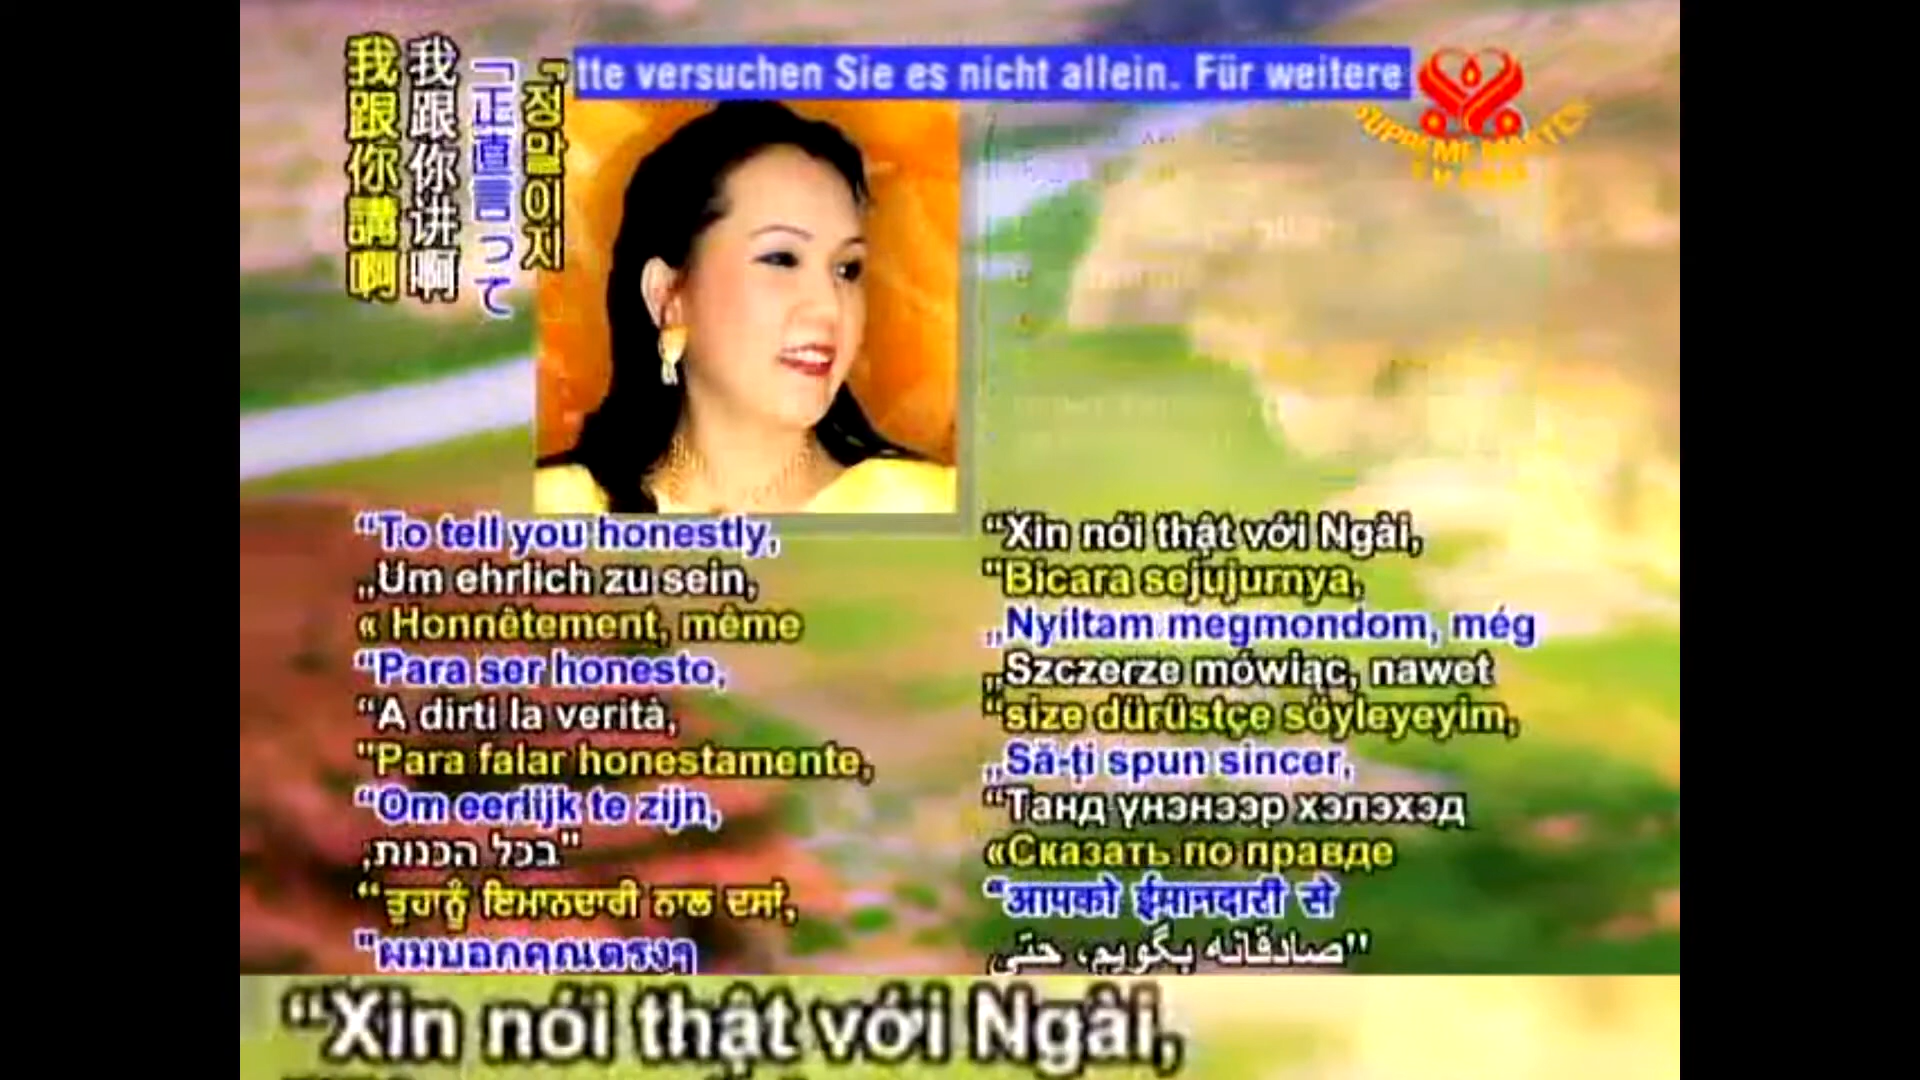 我跟你講啊
我跟你讲啊
「正直言って
「정말이지
tte versuchen Sie es nicht allein. Für weitere
SUPREME MASTER
TV
“To tell you honestly,
„Um ehrlich zu sein,
« Honnêtement, même
“Para ser honesto,
“A dirti la verità,
"Para falar honestamente,
“Om eerlijk te zijn,
"בכל הכנות,
“ਤੁਹਾਨੂੰ ਇਮਾਨਦਾਰੀ ਨਾਲ ਦਸਾਂ,
"ผมบอกคุณตรงๆ
“Xin nói thật với Ngài,
"Bicara sejujurnya,
„Nyíltam megmondom, még
„Szczerze mówiąc, nawet
“size dürüstçe söyleyeyim,
„Să-ți spun sincer,
“Танд үнэнээр хэлэхэд
«Сказать по правде
“आपको ईमानदारी से
"صادقانه بگویم، حتی
“Xin nói thật với Ngài,